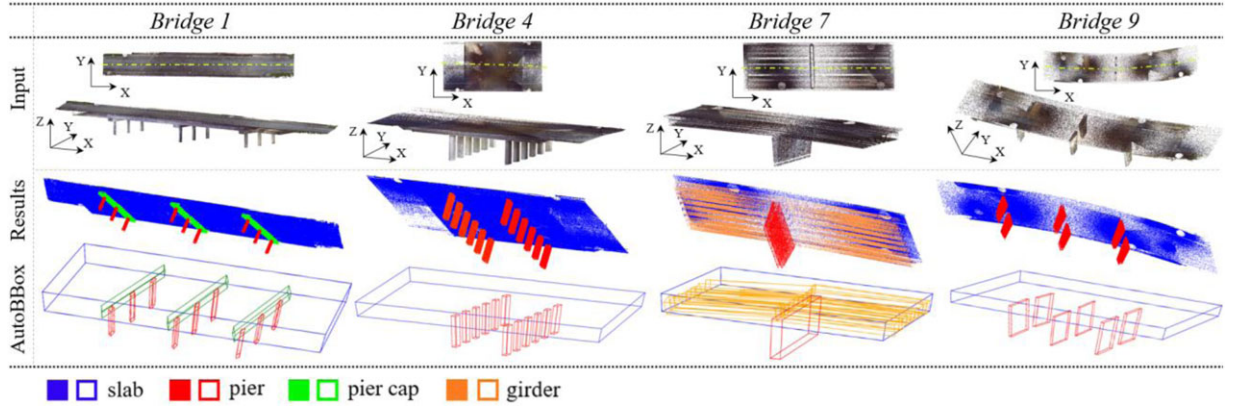 Bridge 1 Bridge 4 Bridge 7 Bridge 9
Input
Y X Y X Y X Y X
Z Y X Z Y X Z Y X Z Y X
Results
AutoBBox
slab pier pier cap girder